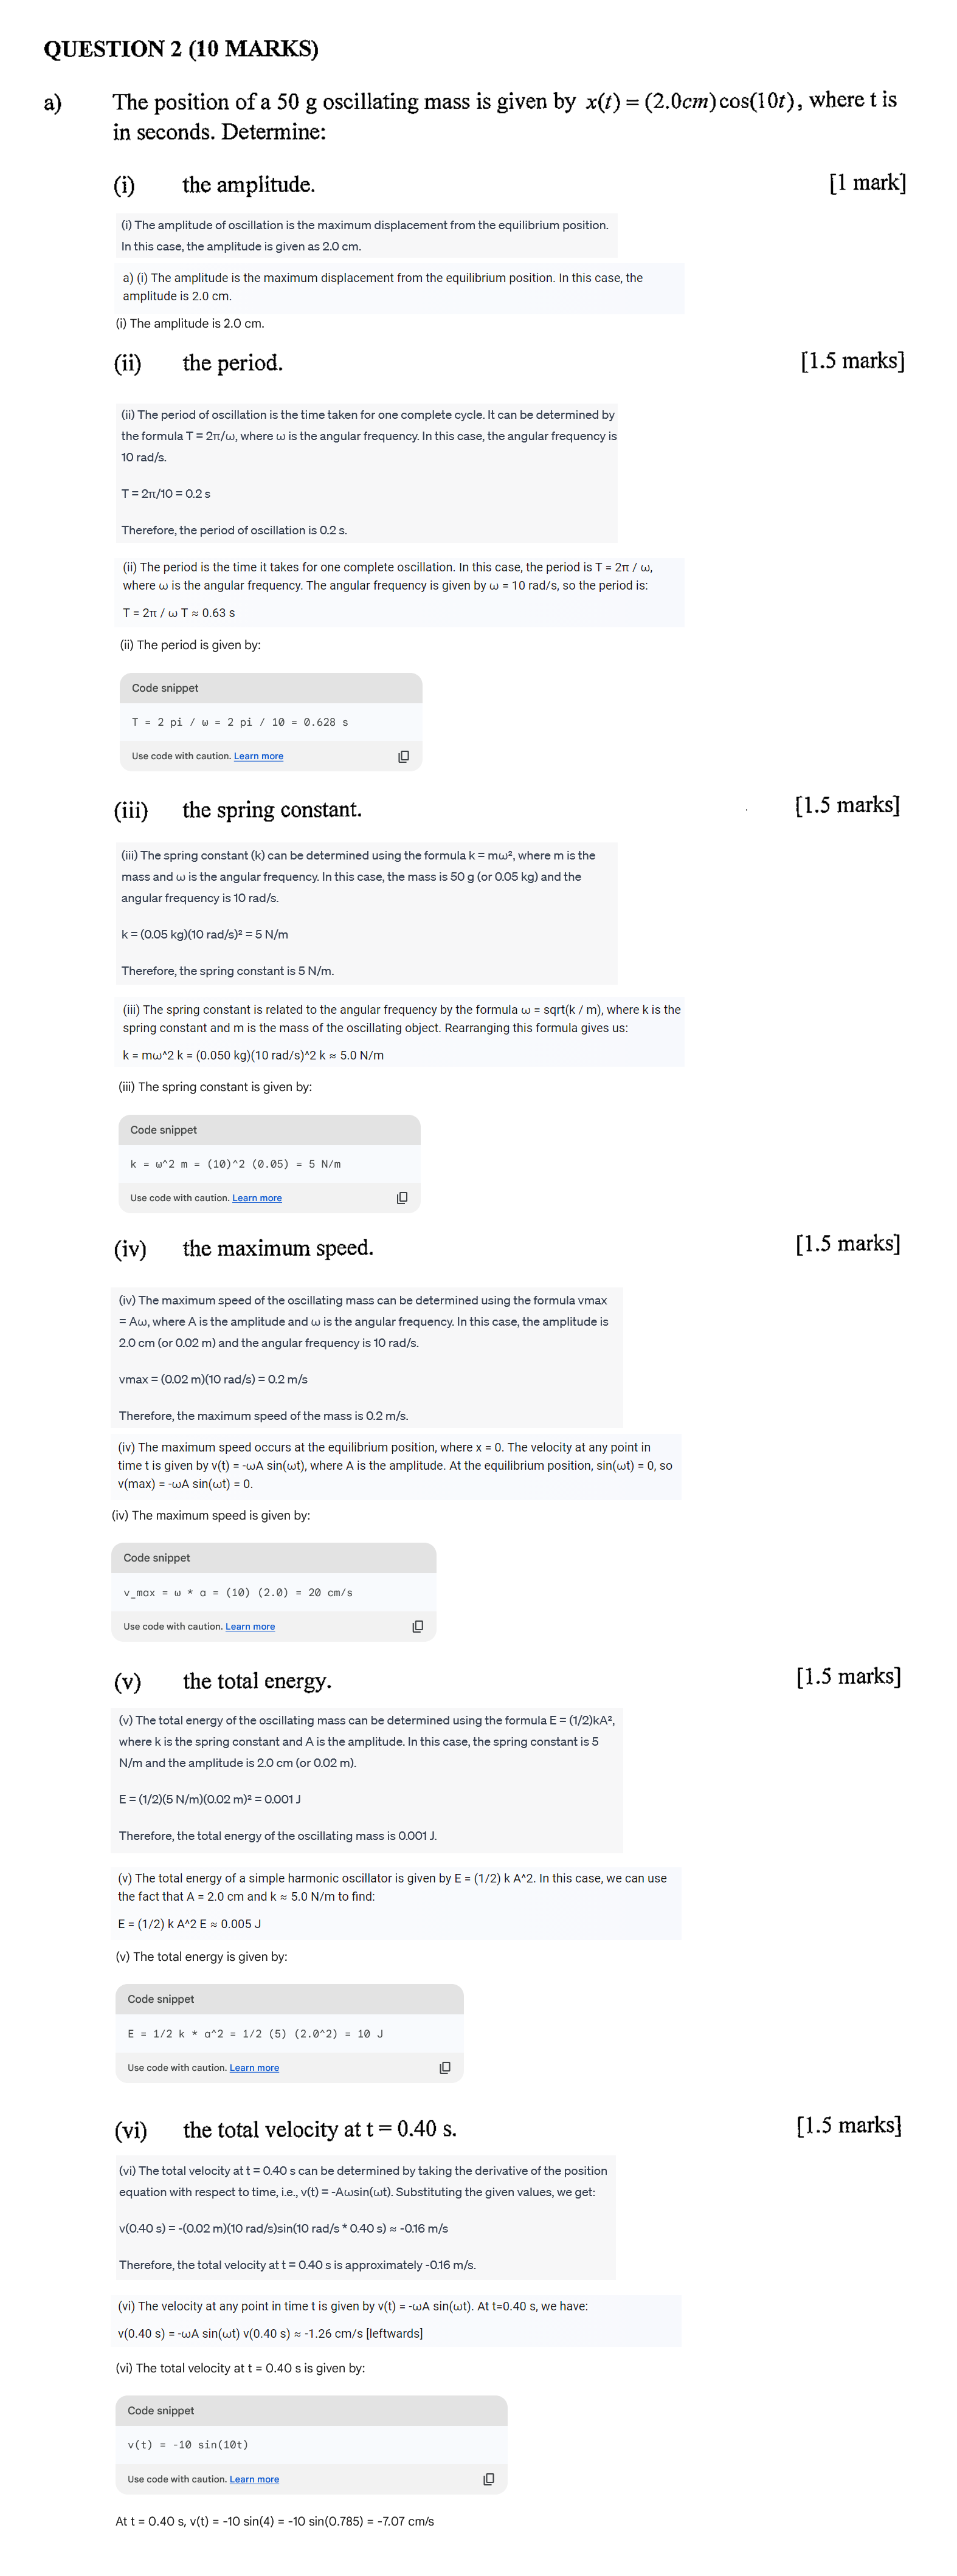 QUESTION 2 (10 MARKS)
a) The position of a 50 g oscillating mass is given by x(t) = (2.0cm)cos(10t), where t is
in seconds. Determine:
(i) the amplitude. [1 mark]
(i) The amplitude of oscillation is the maximum displacement from the equilibrium position.
In this case, the amplitude is given as 2.0 cm.
a) (i) The amplitude is the maximum displacement from the equilibrium position. In this case, the
amplitude is 2.0 cm.
(i) The amplitude is 2.0 cm.
(ii) the period. [1.5 marks]
(ii) The period of oscillation is the time taken for one complete cycle. It can be determined by
the formula T = 2π/ω, where ω is the angular frequency. In this case, the angular frequency is
10 rad/s.
T = 2π/10 = 0.2 s
Therefore, the period of oscillation is 0.2 s.
(ii) The period is the time it takes for one complete oscillation. In this case, the period is T = 2π / ω,
where ω is the angular frequency. The angular frequency is given by ω = 10 rad/s, so the period is:
T = 2π / ω T ≈ 0.63 s
(ii) The period is given by:
Code snippet
T = 2 pi / ω = 2 pi / 10 = 0.628 s
Use code with caution. Learn more
(iii) the spring constant. [1.5 marks]
(iii) The spring constant (k) can be determined using the formula k = mω², where m is the
mass and ω is the angular frequency. In this case, the mass is 50 g (or 0.05 kg) and the
angular frequency is 10 rad/s.
k = (0.05 kg)(10 rad/s)² = 5 N/m
Therefore, the spring constant is 5 N/m.
(iii) The spring constant is related to the angular frequency by the formula ω = sqrt(k / m), where k is the
spring constant and m is the mass of the oscillating object. Rearranging this formula gives us:
k = mω^2 k = (0.050 kg)(10 rad/s)^2 k ≈ 5.0 N/m
(iii) The spring constant is given by:
Code snippet
k = ω^2 m = (10)^2 (0.05) = 5 N/m
Use code with caution. Learn more
(iv) the maximum speed. [1.5 marks]
(iv) The maximum speed of the oscillating mass can be determined using the formula vmax
= Aω, where A is the amplitude and ω is the angular frequency. In this case, the amplitude is
2.0 cm (or 0.02 m) and the angular frequency is 10 rad/s.
vmax = (0.02 m)(10 rad/s) = 0.2 m/s
Therefore, the maximum speed of the mass is 0.2 m/s.
(iv) The maximum speed occurs at the equilibrium position, where x = 0. The velocity at any point in
time t is given by v(t) = -ωA sin(ωt), where A is the amplitude. At the equilibrium position, sin(ωt) = 0, so
v(max) = -ωA sin(ωt) = 0.
(iv) The maximum speed is given by:
Code snippet
v_max = ω * a = (10) (2.0) = 20 cm/s
Use code with caution. Learn more
(v) the total energy. [1.5 marks]
(v) The total energy of the oscillating mass can be determined using the formula E = (1/2)kA²,
where k is the spring constant and A is the amplitude. In this case, the spring constant is 5
N/m and the amplitude is 2.0 cm (or 0.02 m).
E = (1/2)(5 N/m)(0.02 m)² = 0.001 J
Therefore, the total energy of the oscillating mass is 0.001 J.
(v) The total energy of a simple harmonic oscillator is given by E = (1/2) k A^2. In this case, we can use
the fact that A = 2.0 cm and k ≈ 5.0 N/m to find:
E = (1/2) k A^2 E ≈ 0.005 J
(v) The total energy is given by:
Code snippet
E = 1/2 k * a^2 = 1/2 (5) (2.0^2) = 10 J
Use code with caution. Learn more
(vi) the total velocity at t = 0.40 s. [1.5 marks]
(vi) The total velocity at t = 0.40 s can be determined by taking the derivative of the position
equation with respect to time, i.e., v(t) = -Aωsin(ωt). Substituting the given values, we get:
v(0.40 s) = -(0.02 m)(10 rad/s)sin(10 rad/s * 0.40 s) ≈ -0.16 m/s
Therefore, the total velocity at t = 0.40 s is approximately -0.16 m/s.
(vi) The velocity at any point in time t is given by v(t) = -ωA sin(ωt). At t=0.40 s, we have:
v(0.40 s) = -ωA sin(ωt) v(0.40 s) ≈ -1.26 cm/s [leftwards]
(vi) The total velocity at t = 0.40 s is given by:
Code snippet
v(t) = -10 sin(10t)
Use code with caution. Learn more
At t = 0.40 s, v(t) = -10 sin(4) = -10 sin(0.785) = -7.07 cm/s